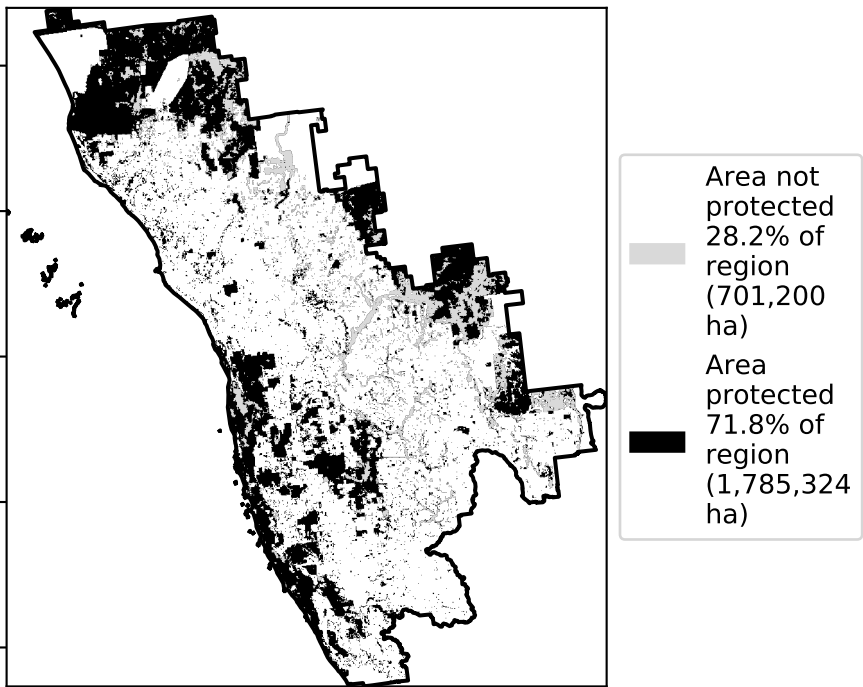 Area not
protected
28.2% of
region
(701,200
ha)
Area
protected
71.8% of
region
(1,785,324
ha)